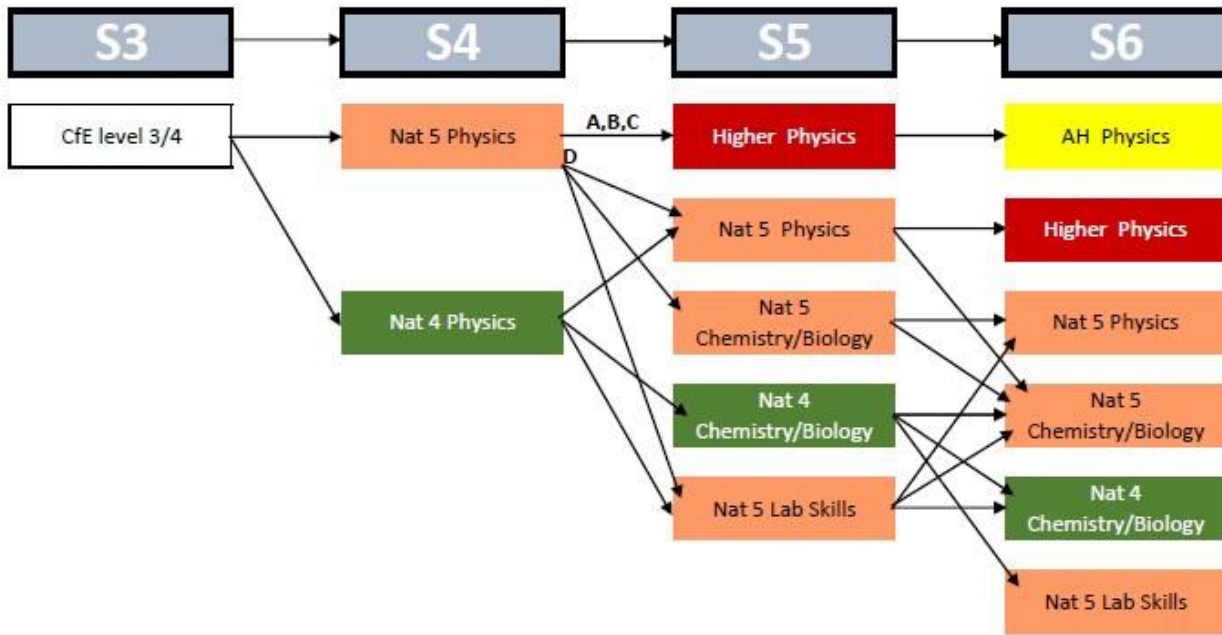 S3
S4
S5
S6
CfE level 3/4
Nat 5 Physics
A,B,C
Higher Physics
AH Physics
D
Nat 5 Physics
Higher Physics
Nat 4 Physics
Nat 5
Chemistry/Biology
Nat 5 Physics
Nat 4
Chemistry/Biology
Nat 5
Chemistry/Biology
Nat 5 Lab Skills
Nat 4
Chemistry/Biology
Nat 5 Lab Skills